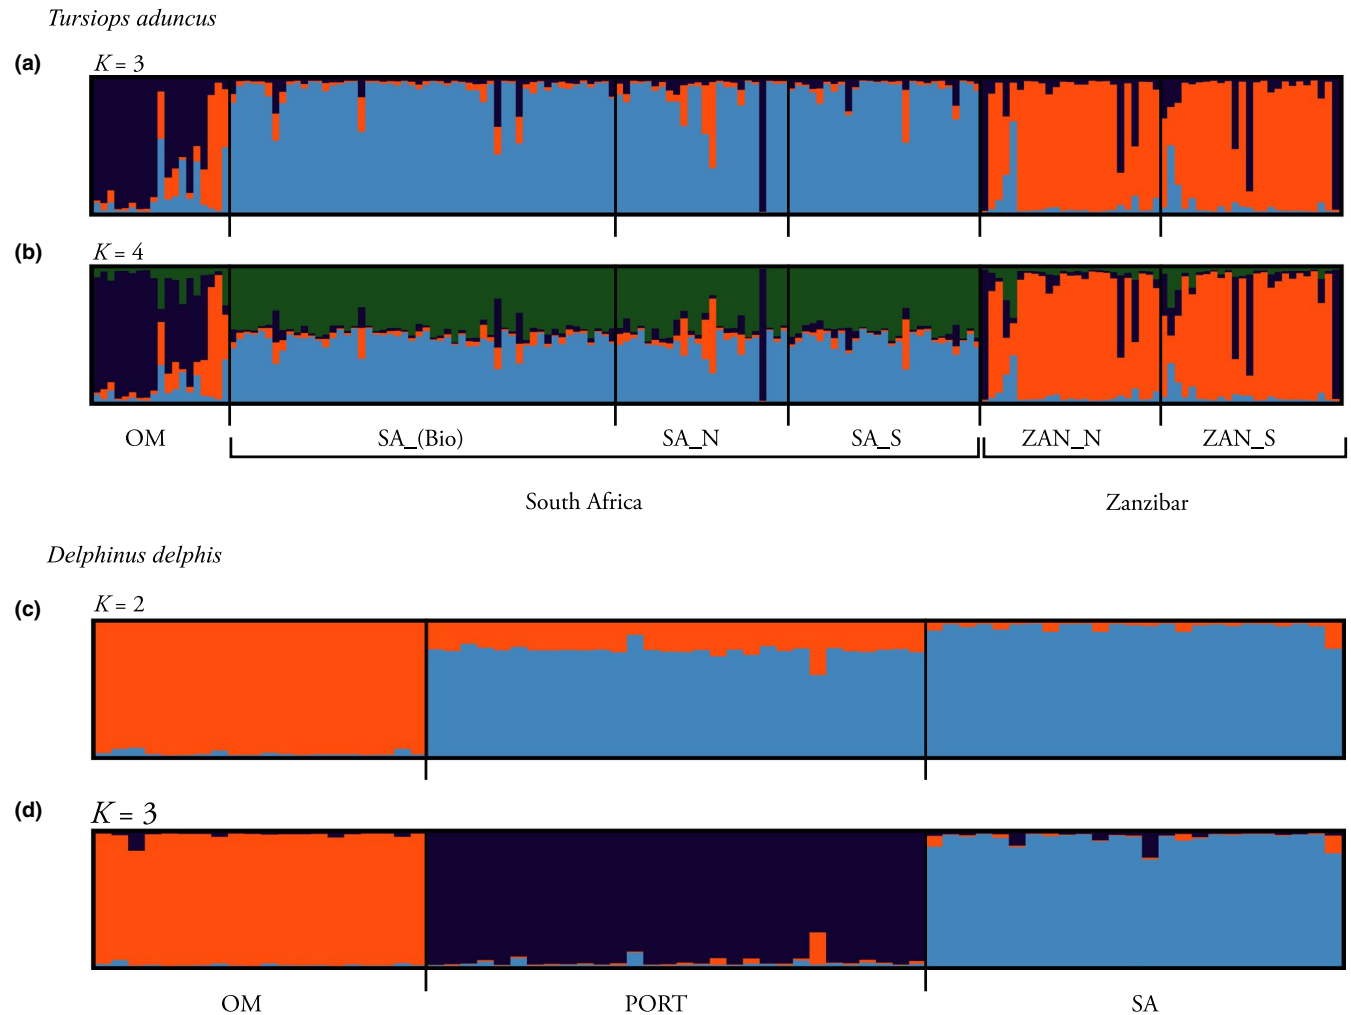 Tursiops aduncus
(a)
K = 3
(b)
K = 4
OM SA_(Bio) SA_N SA_S ZAN_N ZAN_S
South Africa Zanzibar
Delphinus delphis
(c)
K = 2
(d)
K = 3
OM PORT SA